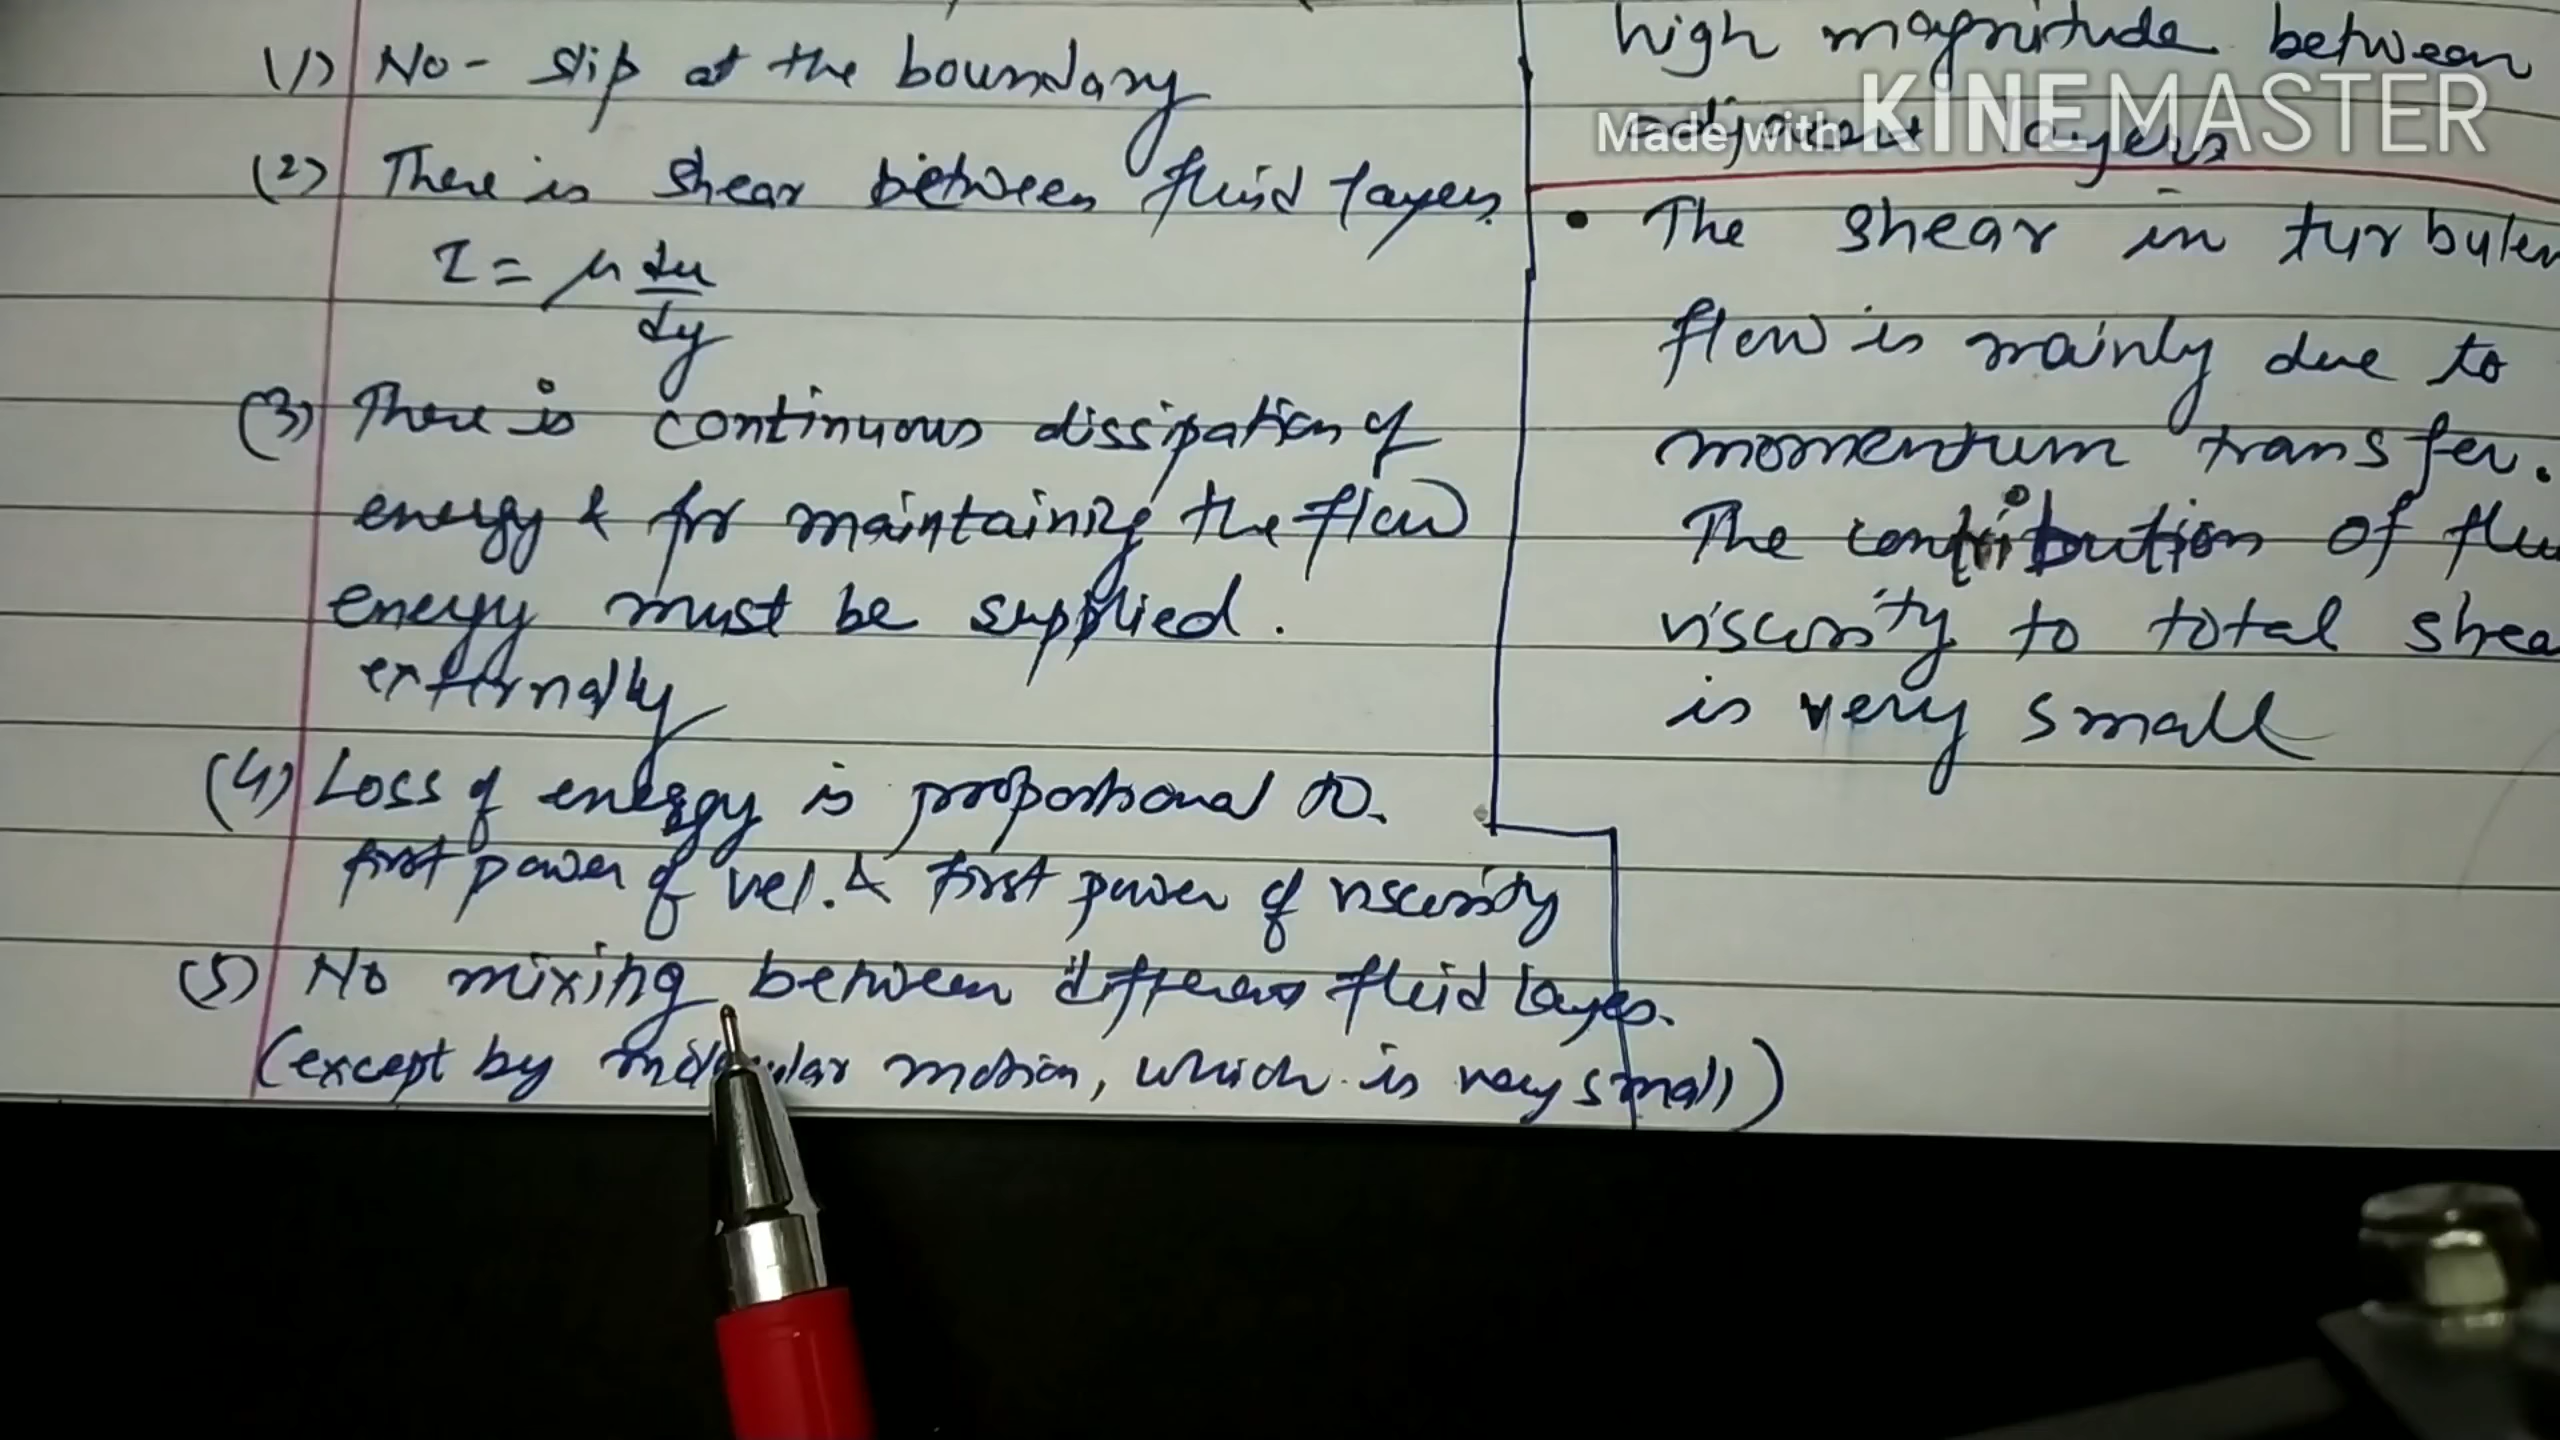 (1) No-slip at the boundary
(2) There is shear between fluid layers.
τ = μ du
dy
(3) There is continuous dissipation of
energy & for maintaining the flow
energy must be supplied.
externally
(4) Loss of energy is proportional to.
first power of vel. & first power of viscosity
(5) No mixing between different fluid layers.
(except by molecular motion, which is very small)
high magnitude between
adjacent layers
Made with KINEMASTER
• The shear in turbulen
flow is mainly due to
momentum transfer.
The contribution of flu
viscosity to total shea
is very small